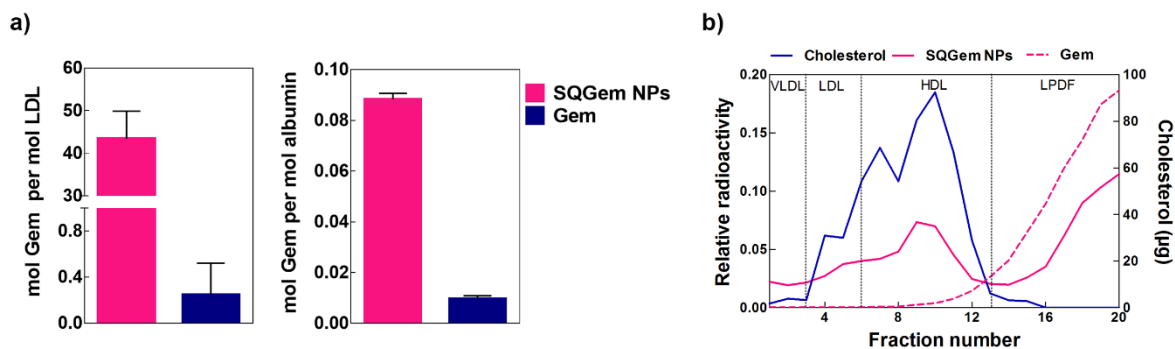 a)
mol Gem per mol LDL
60
50
40
30
0.8
0.4
0.0
mol Gem per mol albumin
0.10
0.08
0.06
0.04
0.02
0.00
SQGem NPs
Gem
b)
Cholesterol SQGem NPs Gem
Relative radioactivity
0.20
0.15
0.10
0.05
0.00
VLDL LDL HDL LPDF
100
80
60
40
20
0
Cholesterol (µg)
4 8 12 16 20
Fraction number